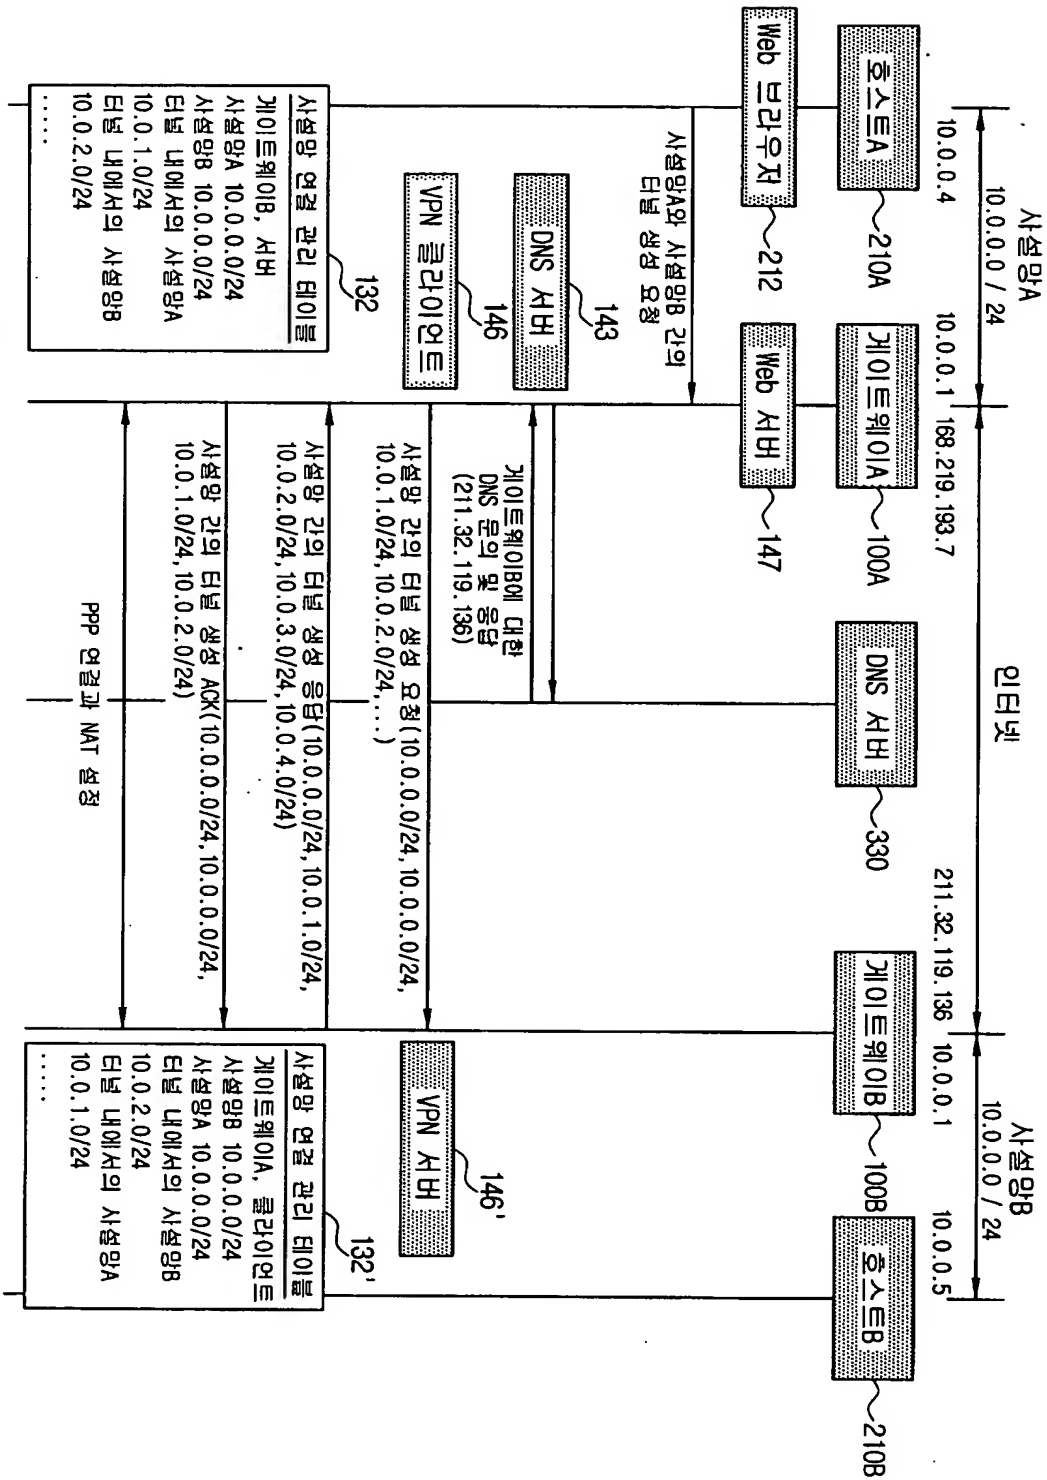 사설망A
인터넷
사설망B
10.0.0.0 / 24
10.0.0.0 / 24
10.0.0.4
10.0.0.1
168.219.193.7
211.32.119.136
10.0.0.1
10.0.0.5
호스트A
210A
게이트웨이A
100A
DNS 서버
330
게이트웨이B
100B
호스트B
210B
Web 브라우저
212
Web 서버
147
사설망A와 사설망B 간의
터널 생성 요청
DNS 서버
143
게이트웨이B에 대한
DNS 문의 및 응답
(211.32.119.136)
VPN 클라이언트
146
VPN 서버
146'
사설망 간의 터널 생성 요청(10.0.0.0/24,10.0.0.0/24,
10.0.1.0/24,10.0.2.0/24,...)
사설망 간의 터널 생성 응답(10.0.0.0/24,10.0.1.0/24,
10.0.2.0/24,10.0.3.0/24,10.0.4.0/24)
사설망 간의 터널 생성 ACK(10.0.0.0/24,10.0.0.0/24,
10.0.1.0/24,10.0.2.0/24)
PPP 연결과 NAT 설정
132
사설망 연결 관리 테이블
게이트웨이B, 서버
사설망A 10.0.0.0/24
사설망B 10.0.0.0/24
터널 내에서의 사설망A
10.0.1.0/24
터널 내에서의 사설망B
10.0.2.0/24
.....
132'
사설망 연결 관리 테이블
게이트웨이A, 클라이언트
사설망B 10.0.0.0/24
사설망A 10.0.0.0/24
터널 내에서의 사설망B
10.0.2.0/24
터널 내에서의 사설망A
10.0.1.0/24
.....